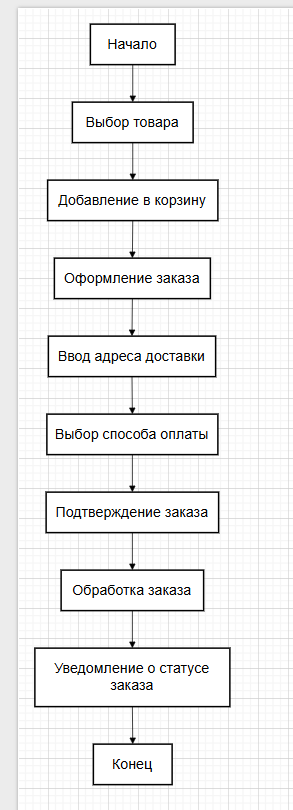 Начало
Выбор товара
Добавление в корзину
Оформление заказа
Ввод адреса доставки
Выбор способа оплаты
Подтверждение заказа
Обработка заказа
Уведомление о статусе
заказа
Конец